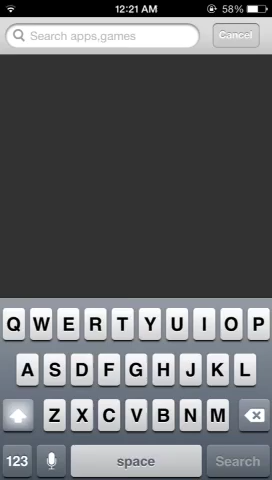 12:21 AM 58%
Search apps,games Cancel
Q W E R T Y U I O P
A S D F G H J K L
Z X C V B N M
123 space Search